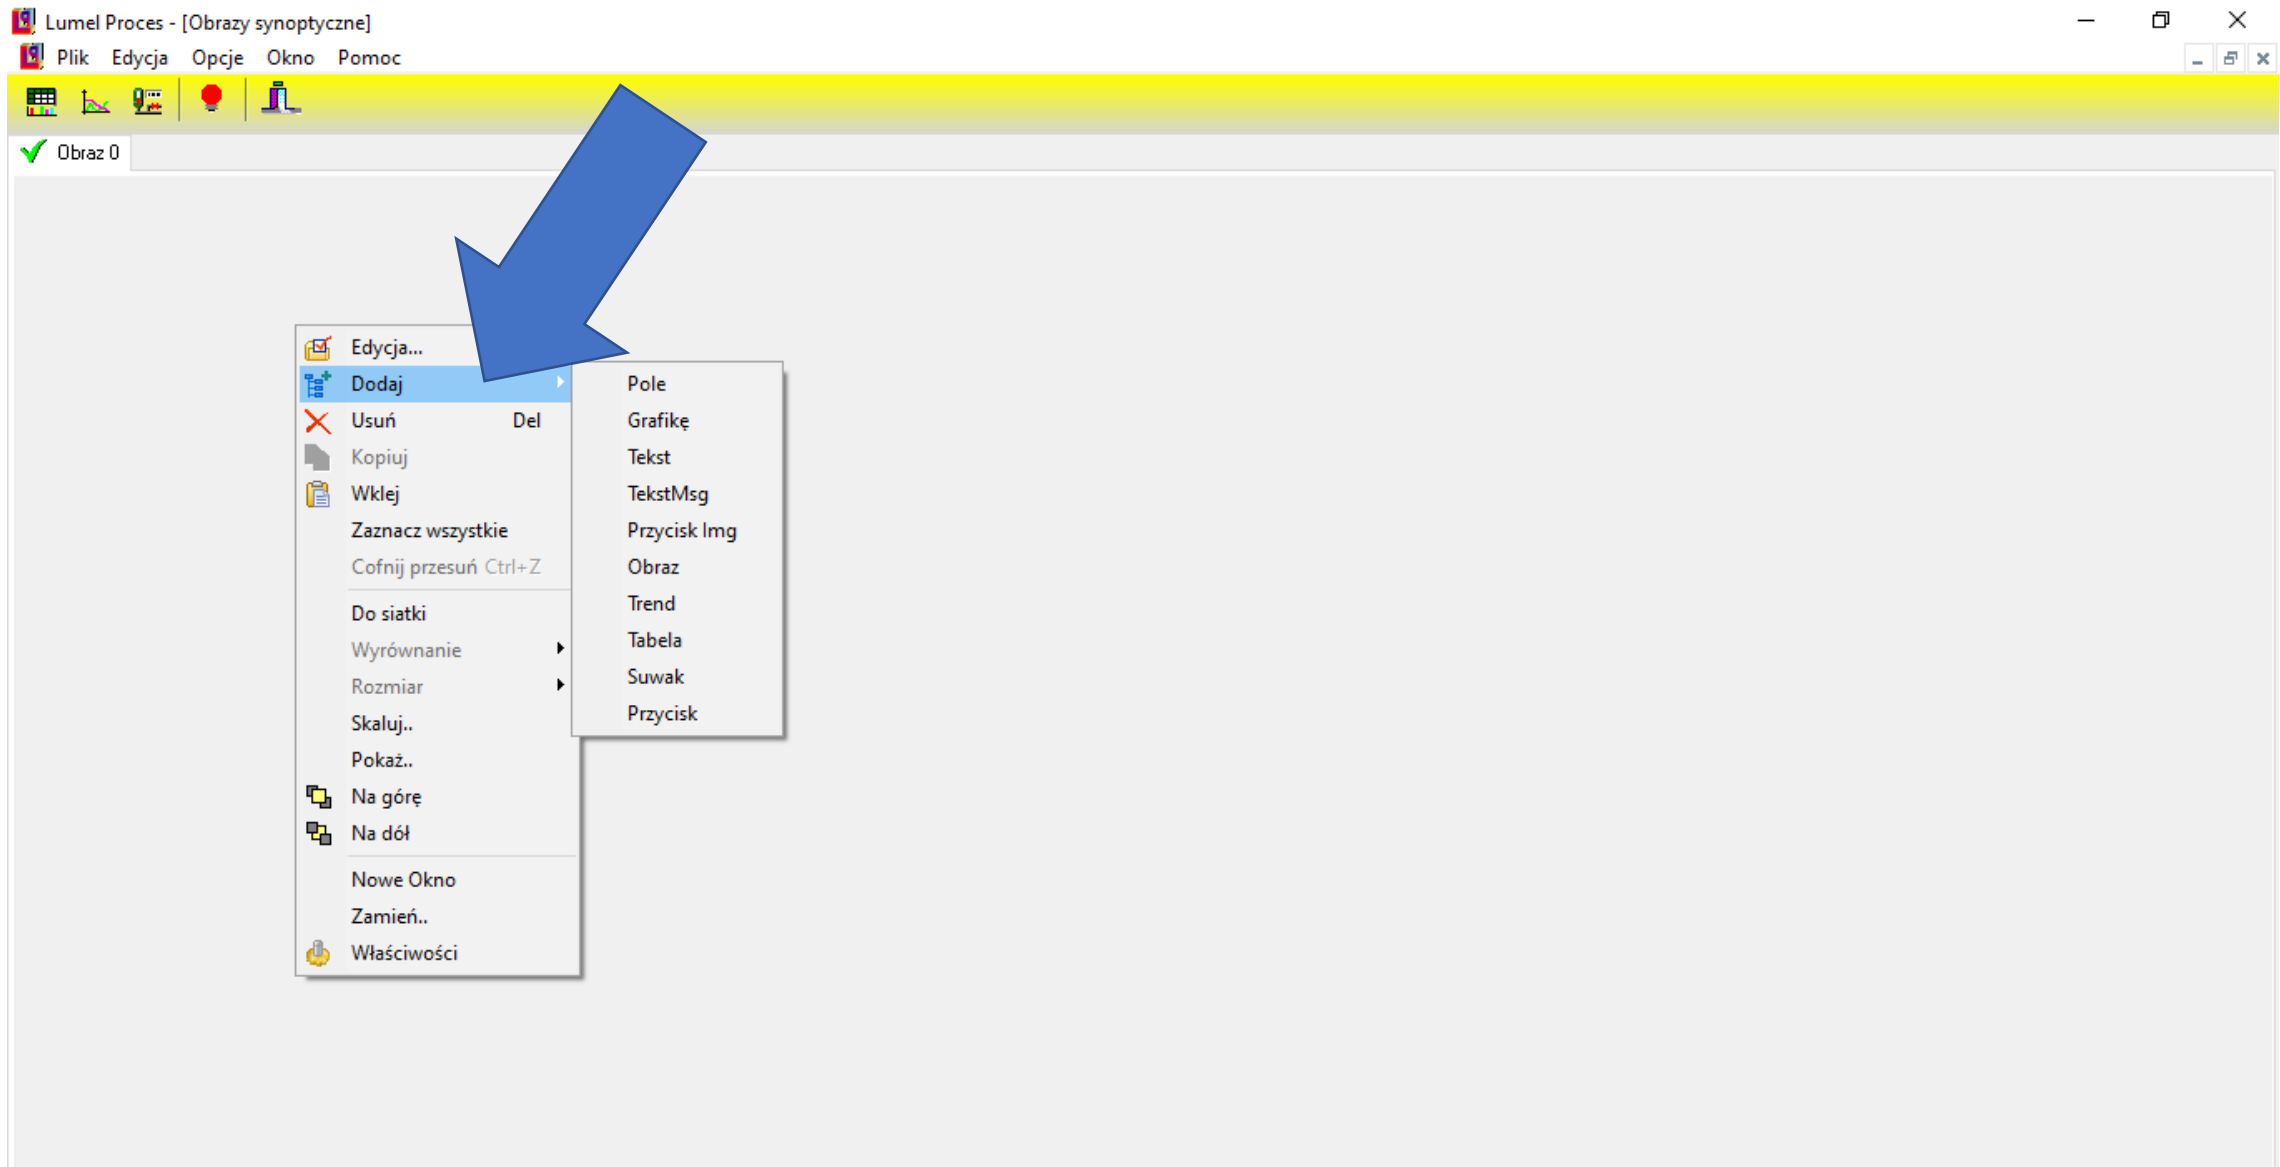 Lumel Proces - [Obrazy synoptyczne]
Plik Edycja Opcje Okno Pomoc
Obraz 0
Edycja...
Dodaj
Usuń Del
Kopiuj
Wklej
Zaznacz wszystkie
Cofnij przesuń Ctrl+Z
Do siatki
Wyrównanie
Rozmiar
Skaluj..
Pokaż..
Na górę
Na dół
Nowe Okno
Zamień..
Właściwości
Pole
Grafikę
Tekst
TekstMsg
Przycisk Img
Obraz
Trend
Tabela
Suwak
Przycisk